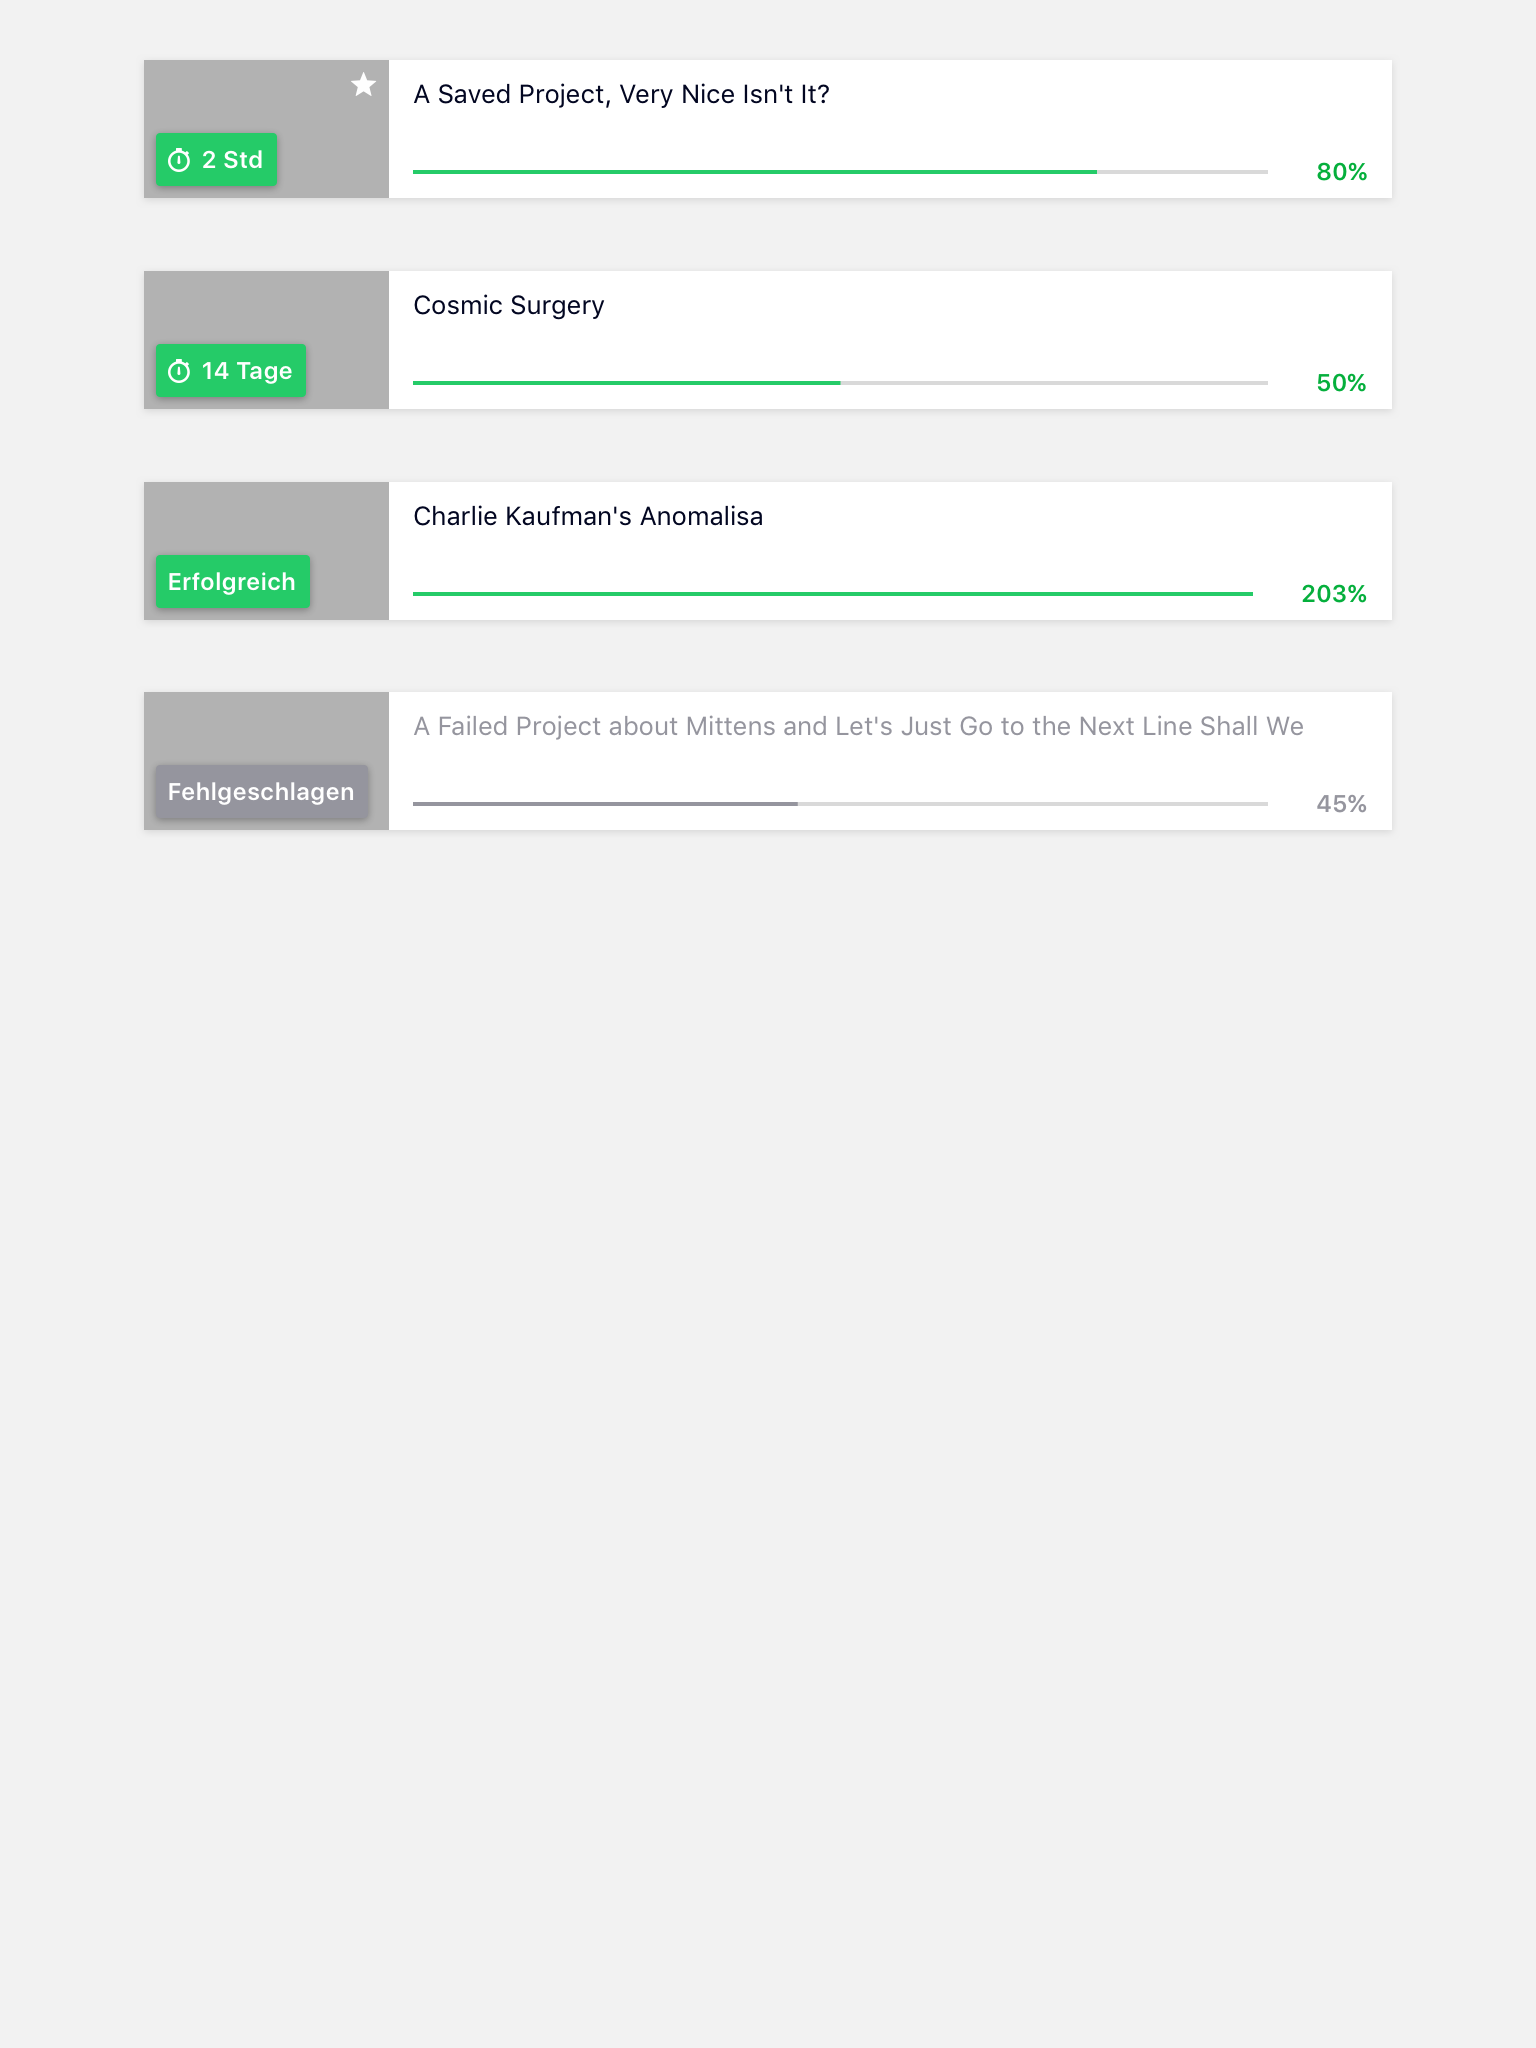 A Saved Project, Very Nice Isn't It?
2 Std
80%
Cosmic Surgery
14 Tage
50%
Charlie Kaufman's Anomalisa
Erfolgreich
203%
A Failed Project about Mittens and Let's Just Go to the Next Line Shall We
Fehlgeschlagen
45%